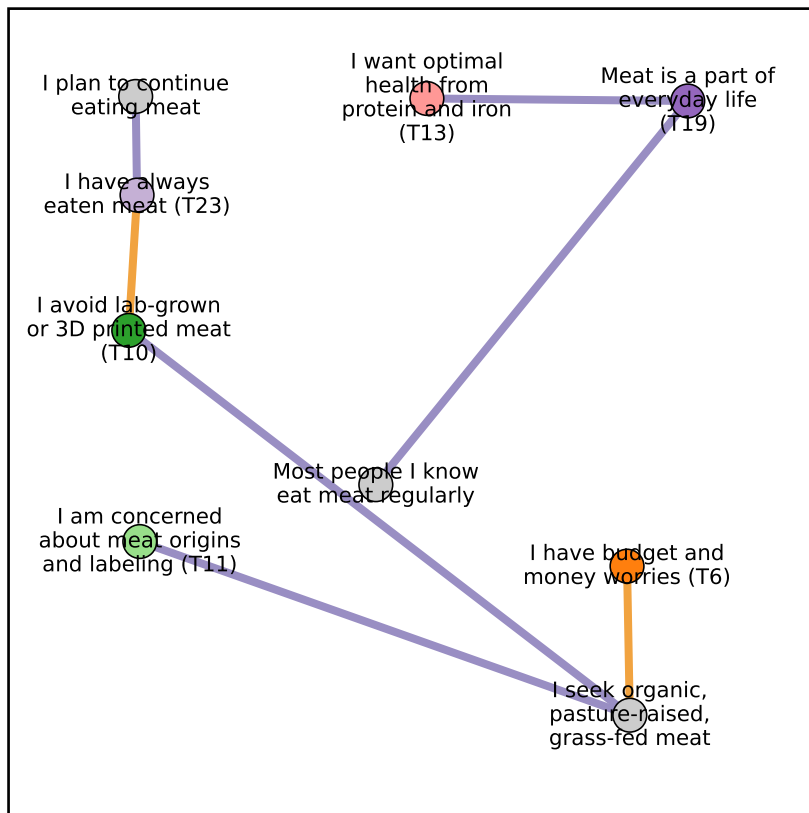 I plan to continue
eating meat
I want optimal
health from
protein and iron
(T13)
Meat is a part of
everyday life
(T19)
I have always
eaten meat (T23)
I avoid lab-grown
or 3D printed meat
(T10)
Most people I know
eat meat regularly
I am concerned
about meat origins
and labeling (T11)
I have budget and
money worries (T6)
I seek organic,
pasture-raised,
grass-fed meat